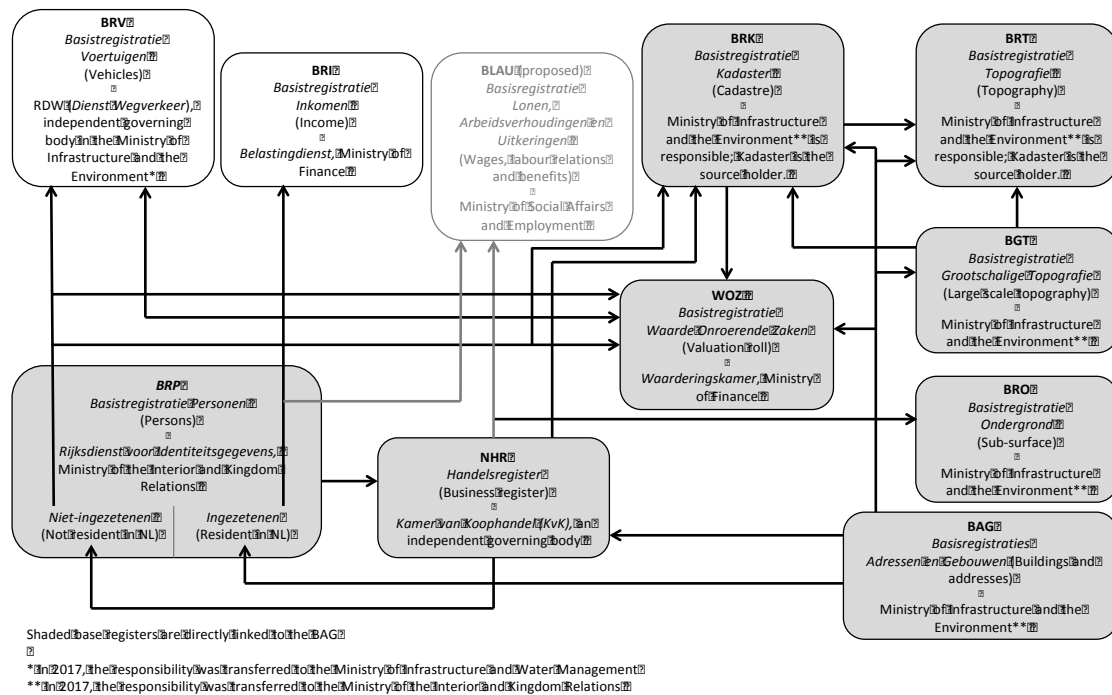 BRV
Basistregistratie
Voertuigen
(Vehicles)
-
RDW (Dienst Wegverkeer),
independent governing
body in the Ministry of
Infrastructure and the
Environment*
BRI
Basistregistratie
Inkomen
(Income)
-
Belastingdienst, Ministry of
Finance
BLAU (proposed)
Basisregistratie
Lonen,
Arbeidsverhoudingen en
Uitkeringen
(Wages, labour relations
and benefits)
-
Ministry of Social Affairs
and Employment
BRK
Basistregistratie
Kadaster
(Cadastre)
-
Ministry of Infrastructure
and the Environment** is
responsible; Kadaster is the
source holder.
BRT
Basistregistratie
Topografie
(Topography)
-
Ministry of Infrastructure
and the Environment** is
responsible; Kadaster is the
source holder.
BGT
Basistregistratie
Grootschalige Topografie
(Large scale topography)
-
Ministry of Infrastructure
and the Environment**
WOZ
Basistregistratie
Waarde Onroerende Zaken
(Valuation roll)
-
Waarderingskamer, Ministry
of Finance
BRP
Basistregistratie Personen
(Persons)
-
Rijksdienst voor Identiteitsgegevens,
Ministry of the Interior and Kingdom
Relations
Niet-ingezetenen
(Not resident in NL)
Ingezetenen
(Resident in NL)
NHR
Handelsregister
(Business register)
-
Kamer van Koophandel (KvK), an
independent governing body
BRO
Basistregistratie
Ondergrond
(Sub-surface)
-
Ministry of Infrastructure
and the Environment**
BAG
Basisregistraties
Adressen en Gebouwen (Buildings and
addresses)
-
Ministry of Infrastructure and the
Environment**
Shaded base registers are directly linked to the BAG
* In 2017, the responsibility was transferred to the Ministry of Infrastructure and Water Management
** In 2017, the responsibility was transferred to the Ministry of the Interior and Kingdom Relations